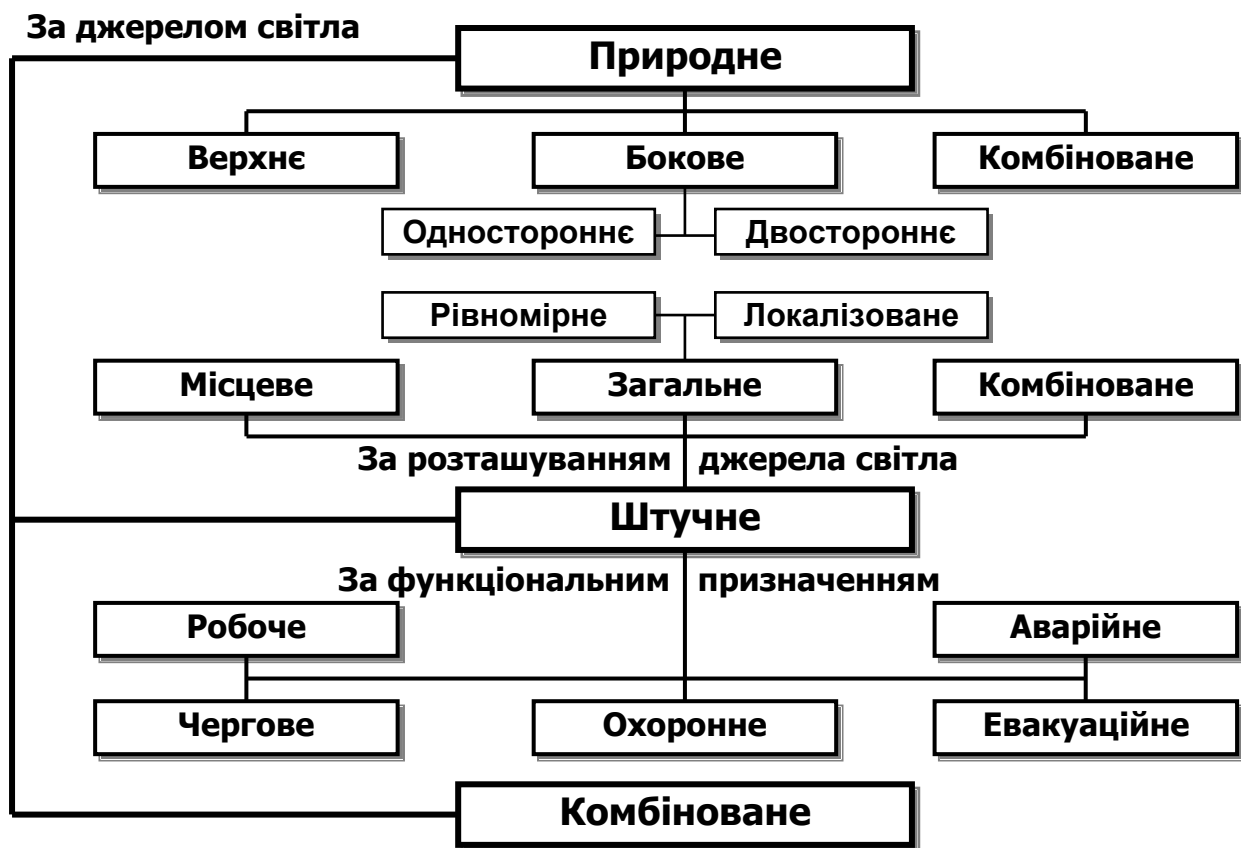 За джерелом світла
Природне
Верхнє
Бокове
Комбіноване
Одностороннє
Двостороннє
Рівномірне
Локалізоване
Місцеве
Загальне
Комбіноване
За розташуванням джерела світла
Штучне
За функціональним призначенням
Робоче
Аварійне
Чергове
Охоронне
Евакуаційне
Комбіноване